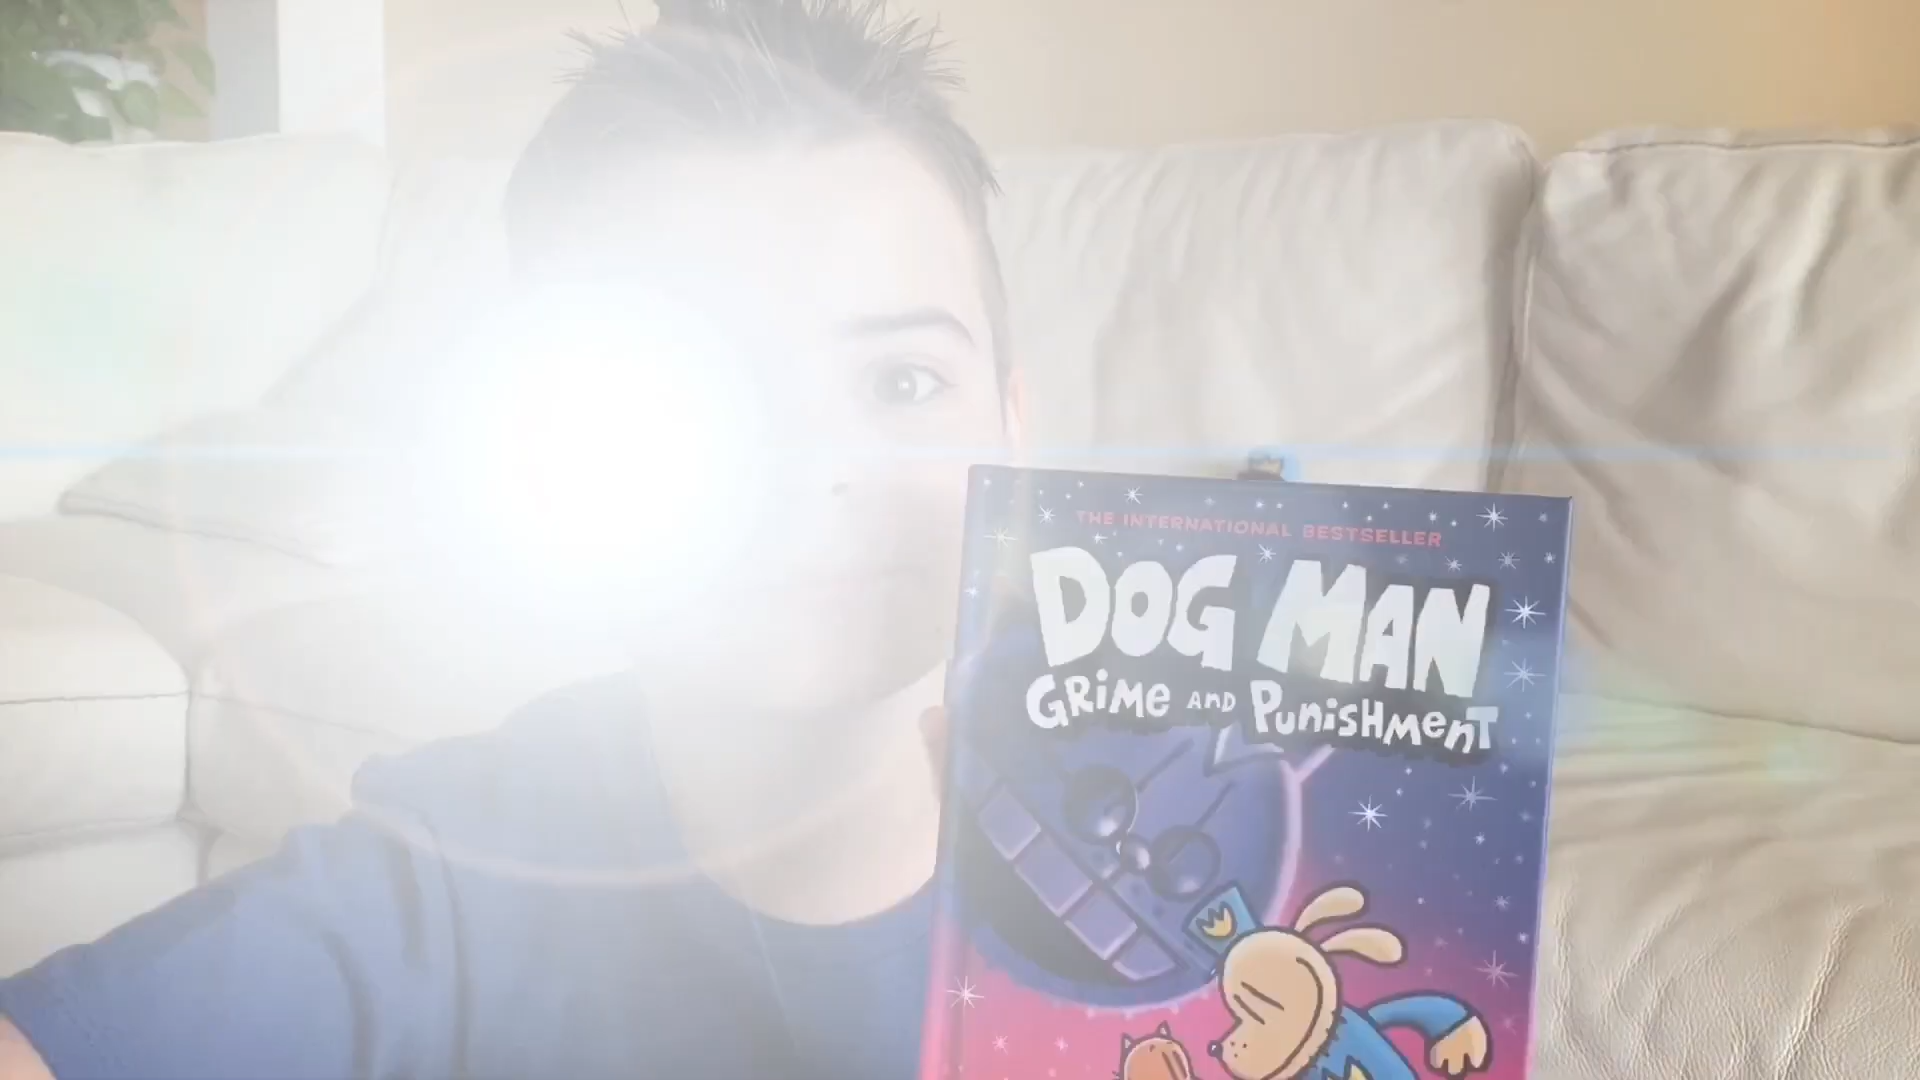 THE INTERNATIONAL BESTSELLER
DOG MAN
GRiME AND PUNiSHMeNT